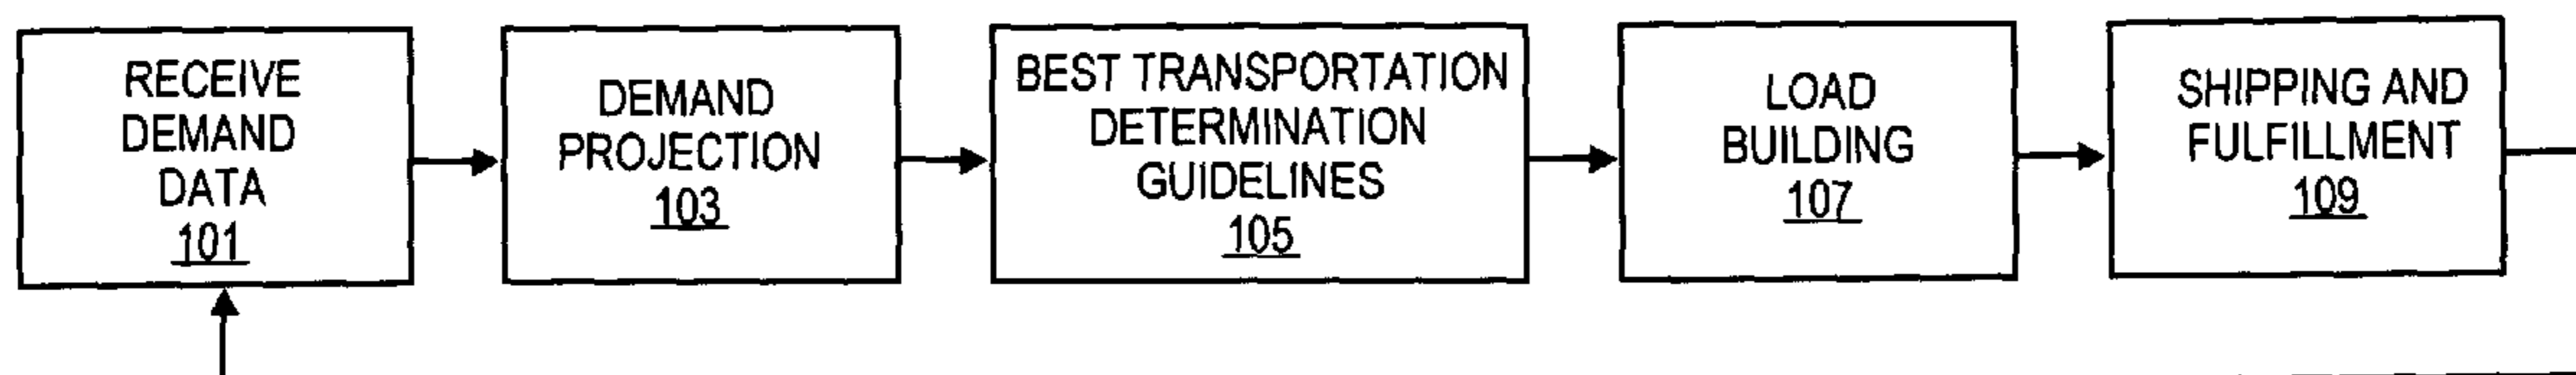 RECEIVE
DEMAND
DATA
101
DEMAND
PROJECTION
103
BEST TRANSPORTATION
DETERMINATION
GUIDELINES
105
LOAD
BUILDING
107
SHIPPING AND
FULFILLMENT
109